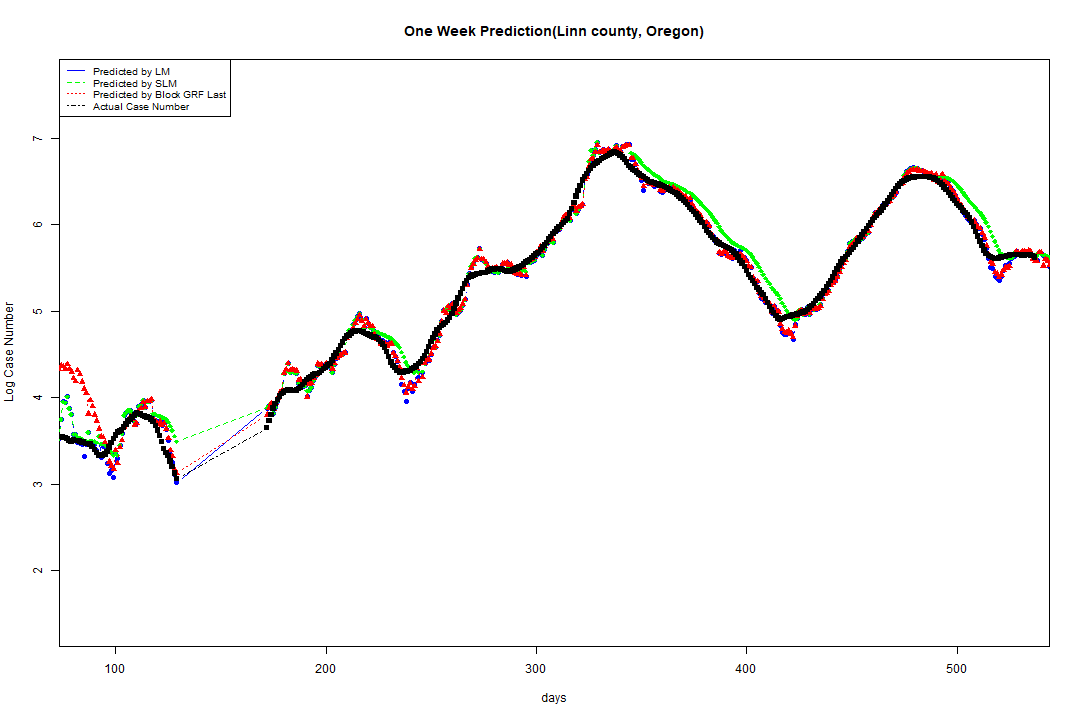 One Week Prediction(Linn county, Oregon)
Predicted by LM
Predicted by SLM
Predicted by Block GRF Last
Actual Case Number
7
6
5
4
3
2
Log Case Number
100 200 300 400 500
days